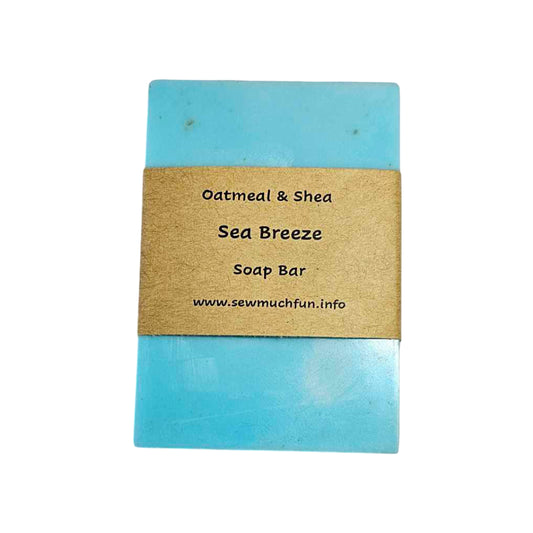 Oatmeal & Shea
Sea Breeze
Soap Bar
www.sewmuchfun.info